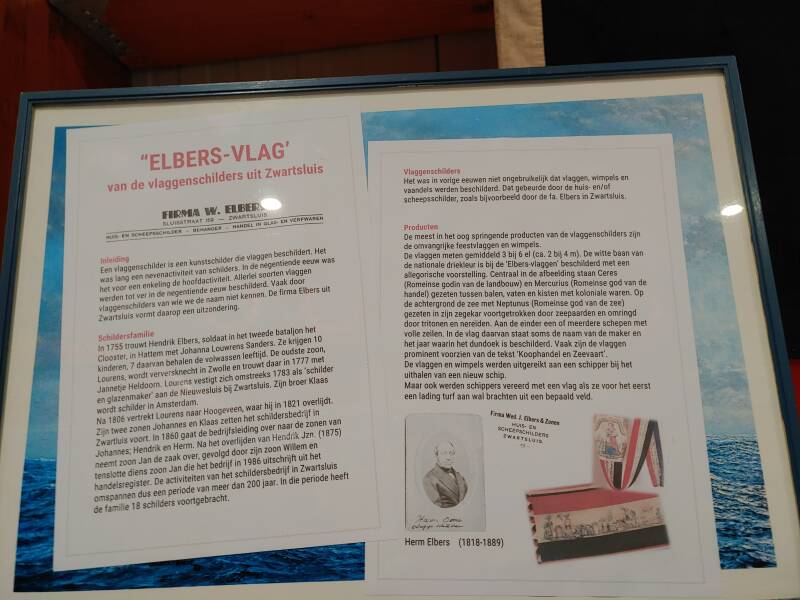 “ELBERS-VLAG’
van de vlaggenschilders uit Zwartsluis
FIRMA W. ELBERS
SLUISSTRAAT 159 — ZWARTSLUIS
HUIS- EN SCHEEPSSCHILDER - BEHANGER - HANDEL IN GLAS- EN VERFWAREN
Inleiding
Een vlaggenschilder is een kunstschilder die vlaggen beschildert. Het
was lang een nevenactiviteit van schilders. In de negentiende eeuw was
het voor een enkeling de hoofdactiviteit. Allerlei soorten vlaggen
werden tot ver in de negentiende eeuw beschilderd. Vaak door
vlaggenschilders van wie we de naam niet kennen. De firma Elbers uit
Zwartsluis vormt daarop een uitzondering.
Schildersfamilie
In 1755 trouwt Hendrik Elbers, soldaat in het tweede bataljon het
Clooster, in Hattem met Johanna Louwrens Sanders. Ze krijgen 10
kinderen, 7 daarvan behalen de volwassen leeftijd. De oudste zoon,
Lourens, wordt verversknecht in Zwolle en trouwt daar in 1777 met
Jannetje Heldoorn. Lourens vestigt zich omstreeks 1783 als ‘schilder
en glazenmaker’ aan de Nieuwesluis bij Zwartsluis. Zijn broer Klaas
wordt schilder in Amsterdam.
Na 1806 vertrekt Lourens naar Hoogeveen, waar hij in 1821 overlijdt.
Zijn twee zonen Johannes en Klaas zetten het schildersbedrijf in
Zwartsluis voort. In 1860 gaat de bedrijfsleiding over naar de zonen van
Johannes; Hendrik en Herm. Na het overlijden van Hendrik Jzn. (1875)
neemt zoon Jan de zaak over, gevolgd door zijn zoon Willem en
tenslotte diens zoon Jan die het bedrijf in 1986 uitschrijft uit het
handelsregister. De activiteiten van het schildersbedrijf in Zwartsluis
omspannen dus een periode van meer dan 200 jaar. In die periode heeft
de familie 18 schilders voortgebracht.
Vlaggenschilders
Het was in vorige eeuwen niet ongebruikelijk dat vlaggen, wimpels en
vaandels werden beschilderd. Dat gebeurde door de huis- en/of
scheepsschilder, zoals bijvoorbeeld door de fa. Elbers in Zwartsluis.
Producten
De meest in het oog springende producten van de vlaggenschilders zijn
de omvangrijke feestvlaggen en wimpels.
De vlaggen meten gemiddeld 3 bij 6 el (ca. 2 bij 4 m). De witte baan van
de nationale driekleur is bij de ‘Elbers-vlaggen’ beschilderd met een
allegorische voorstelling. Centraal in de afbeelding staan Ceres
(Romeinse godin van de landbouw) en Mercurius (Romeinse god van de
handel) gezeten tussen balen, vaten en kisten met koloniale waren. Op
de achtergrond de zee met Neptunus (Romeinse god van de zee)
gezeten in zijn zegekar voortgetrokken door zeepaarden en omringd
door tritonen en nereiden. Aan de einder een of meerdere schepen met
volle zeilen. In de vlag daarvan staat soms de naam van de maker en
het jaar waarin het dundoek is beschilderd. Vaak zijn de vlaggen
prominent voorzien van de tekst ‘Koophandel en Zeevaart’.
De vlaggen en wimpels werden uitgereikt aan een schipper bij het
uithalen van een nieuw schip.
Maar ook werden schippers vereerd met een vlag als ze voor het eerst
een lading turf aan wal brachten uit een bepaald veld.
Firma Wed. J. Elbers & Zonen
HUIS- EN
SCHEEPSCHILDERS
ZWARTSLUIS
Herm Elbers (1818-1889)